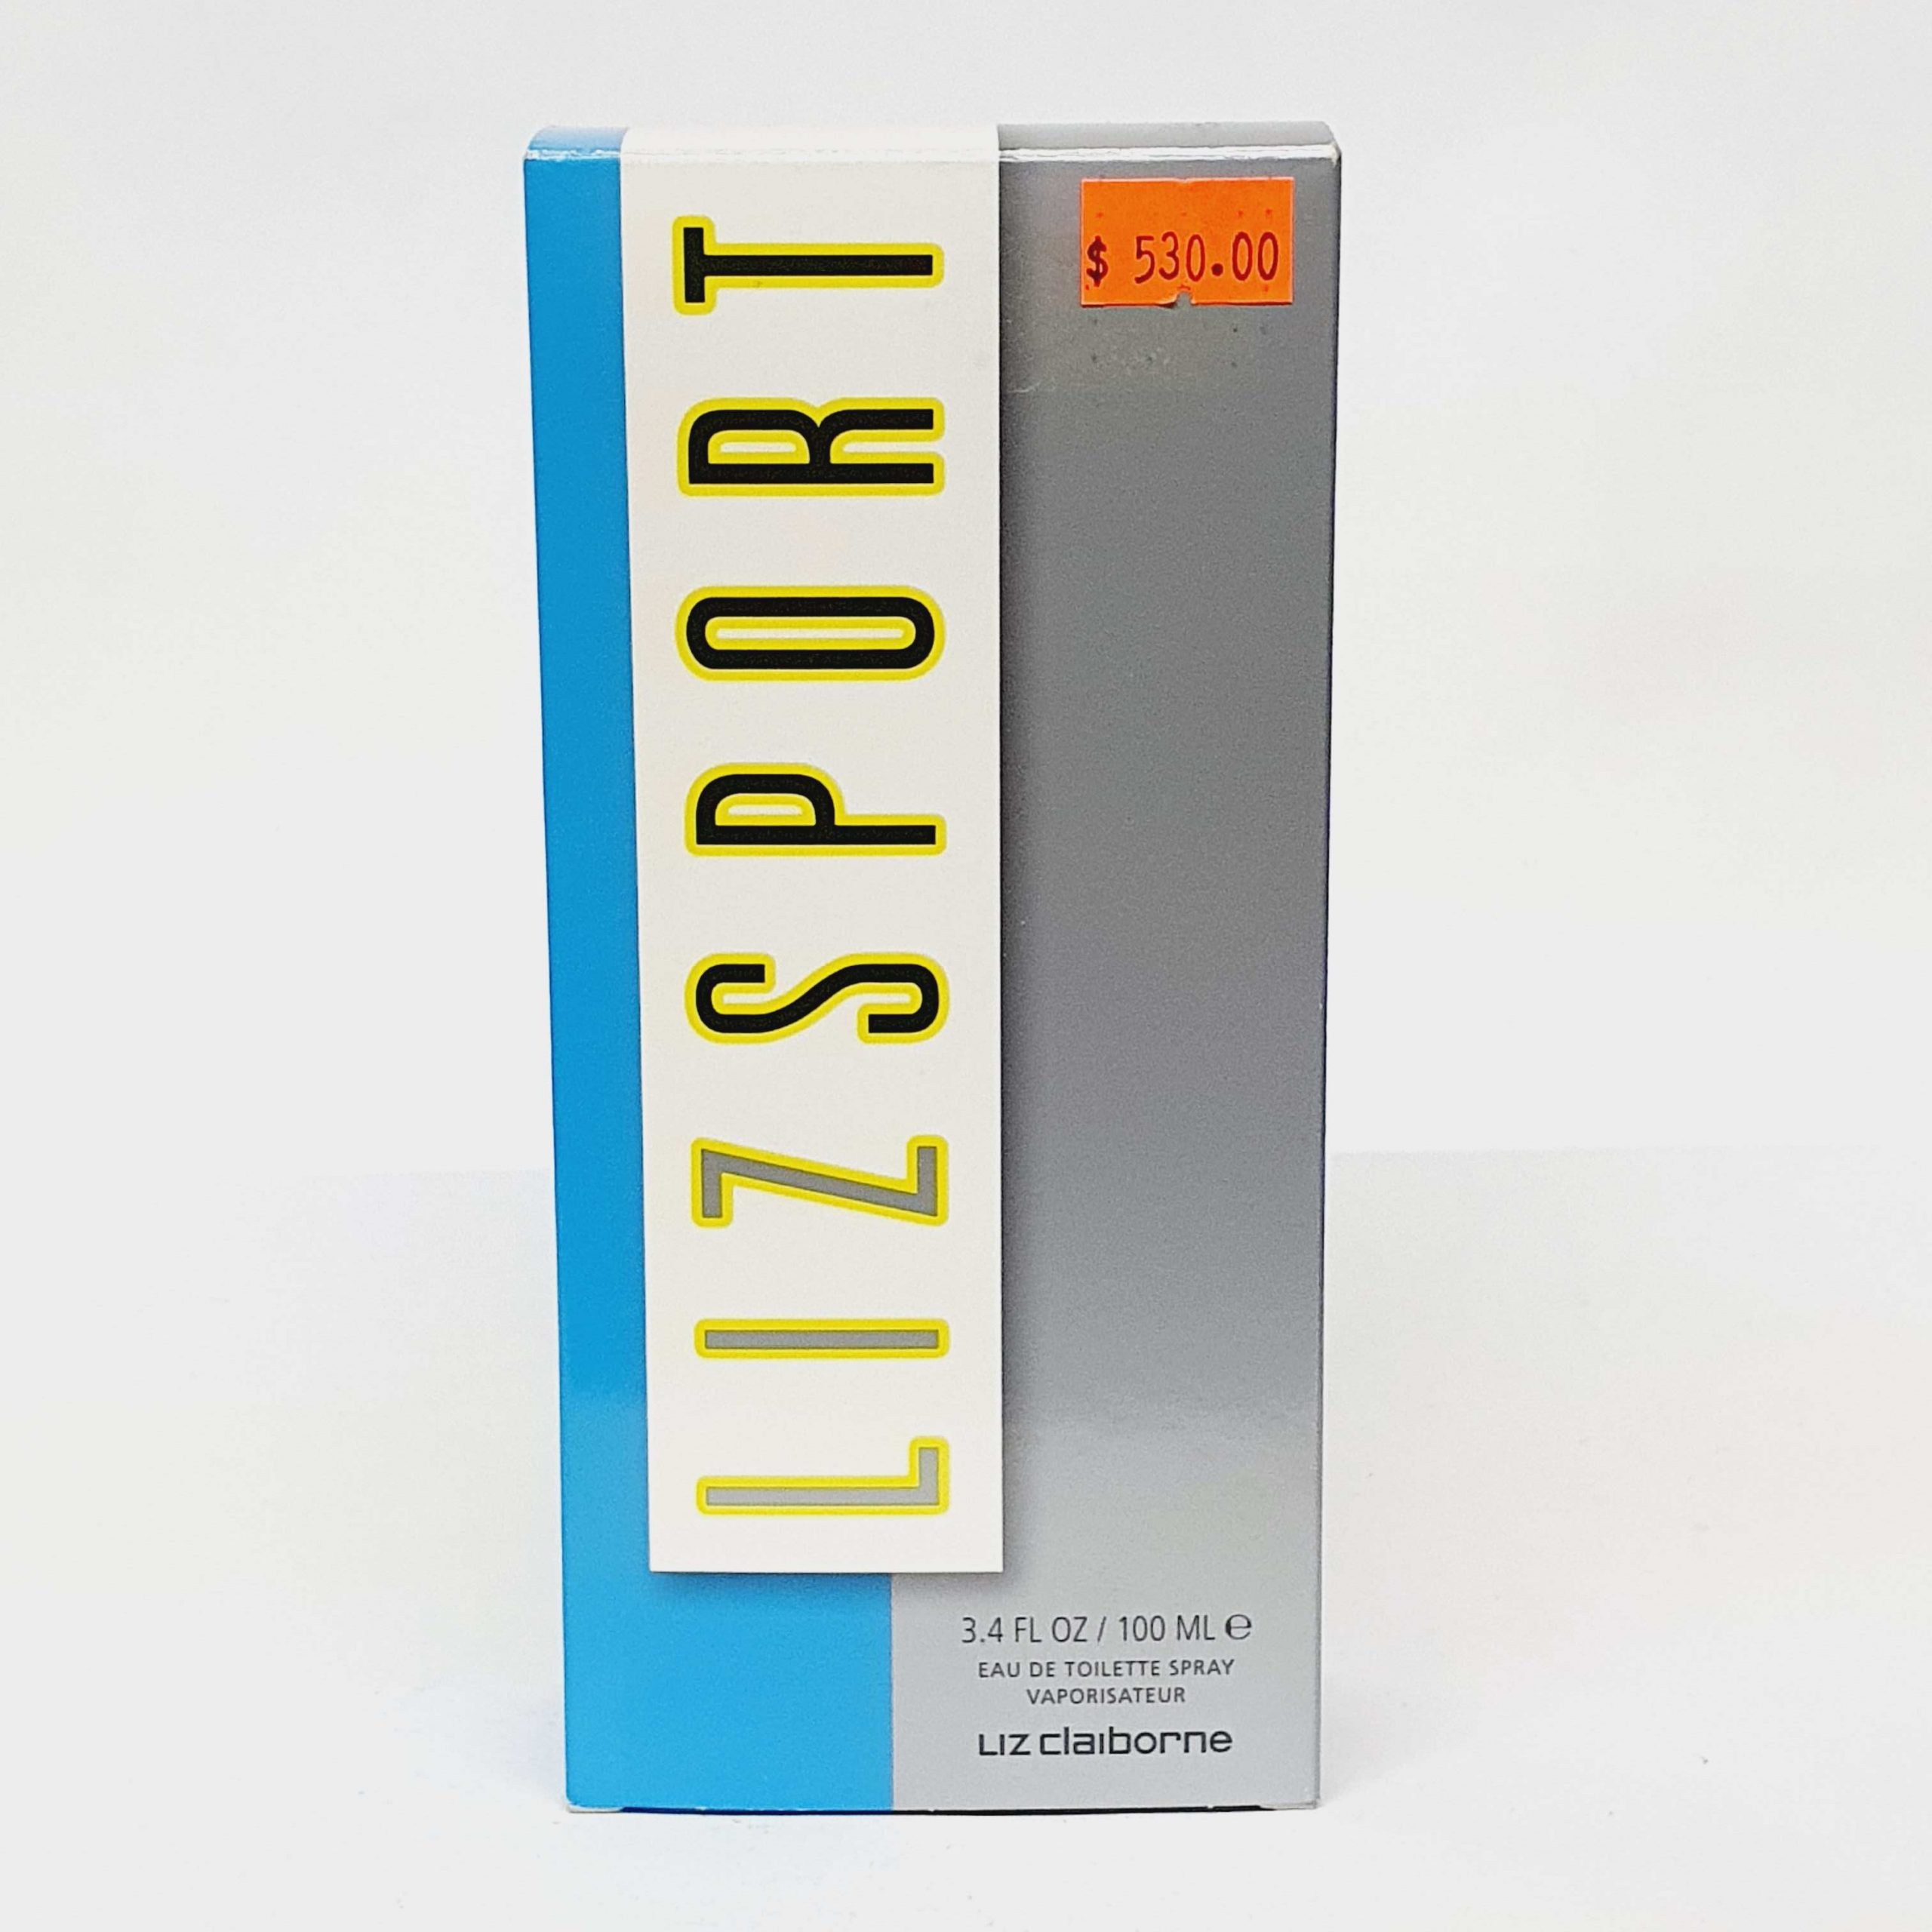 $ 530.00
LIZSPORT
3.4 FL OZ / 100 ML ℮
EAU DE TOILETTE SPRAY
VAPORISATEUR
LIZ claiborne